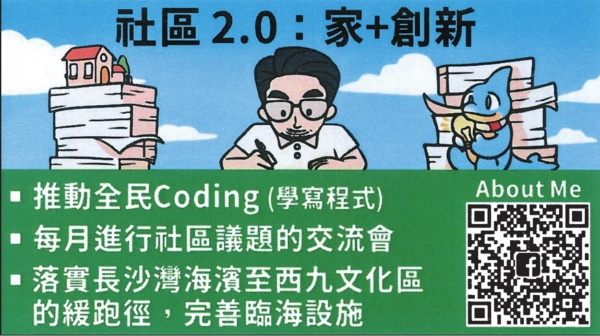 社區 2.0：家+創新
▪ 推動全民Coding (學寫程式)
▪ 每月進行社區議題的交流會
▪ 落實長沙灣海濱至西九文化區
的緩跑徑，完善臨海設施
About Me